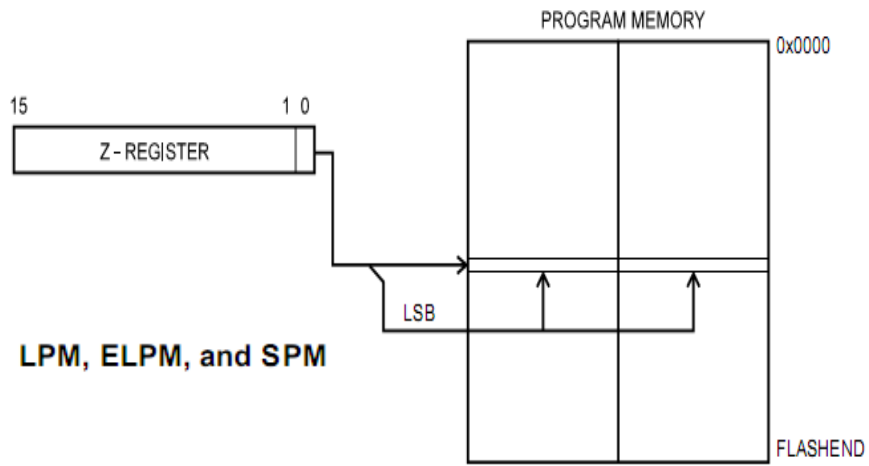 PROGRAM MEMORY
0x0000
15 1 0
Z - REGISTER
LSB
LPM, ELPM, and SPM
FLASHEND